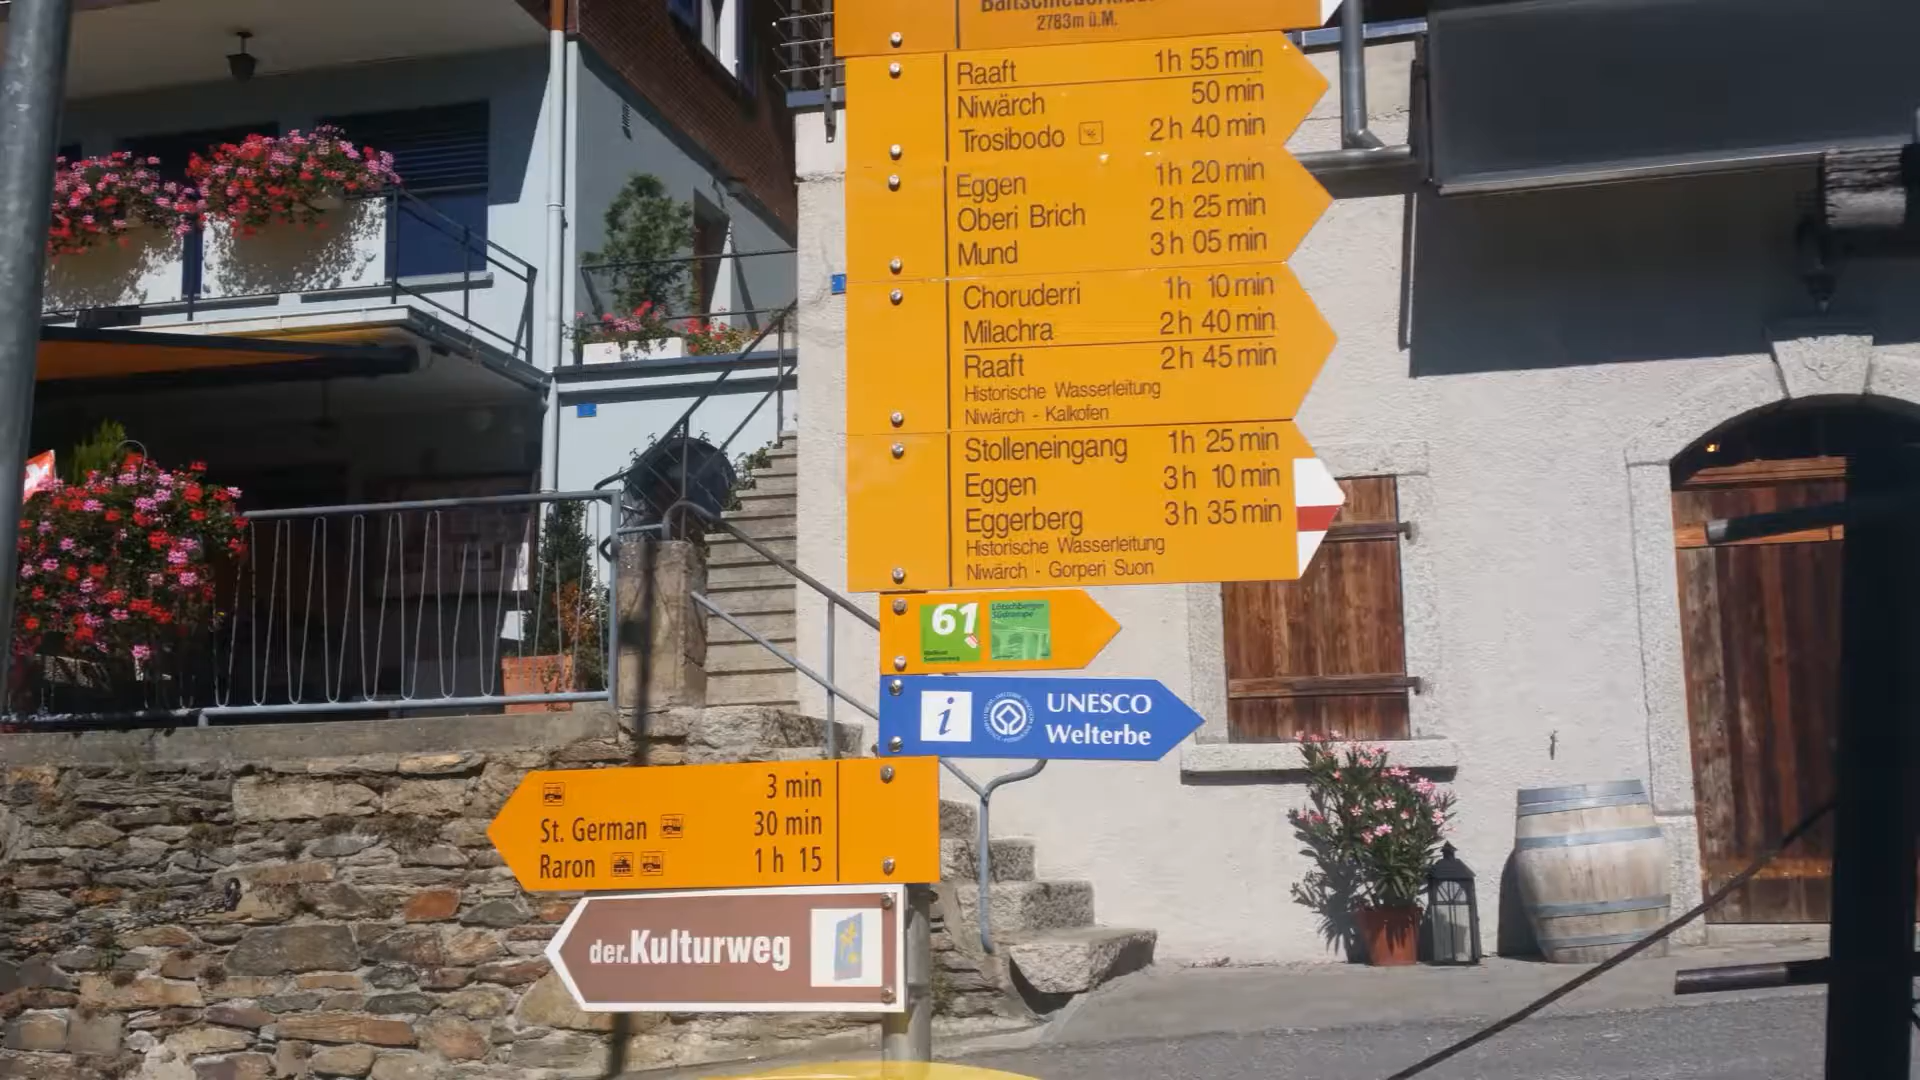 2783m ü.M.
Raaft 1h 55 min
Niwärch 50 min
Trosibodo 2h 40 min
Eggen 1h 20 min
Oberi Brich 2h 25 min
Mund 3h 05 min
Choruderri 1h 10 min
Milachra 2h 40 min
Raaft 2h 45 min
Historische Wasserleitung
Niwärch - Kalkofen
Stolleneingang 1h 25 min
Eggen 3h 10 min
Eggerberg 3h 35 min
Historische Wasserleitung
Niwärch - Gorperi Suon
61 Lötschberger
Südrampe
i UNESCO
Welterbe
3 min
St. German 30 min
Raron 1 h 15
der.Kulturweg